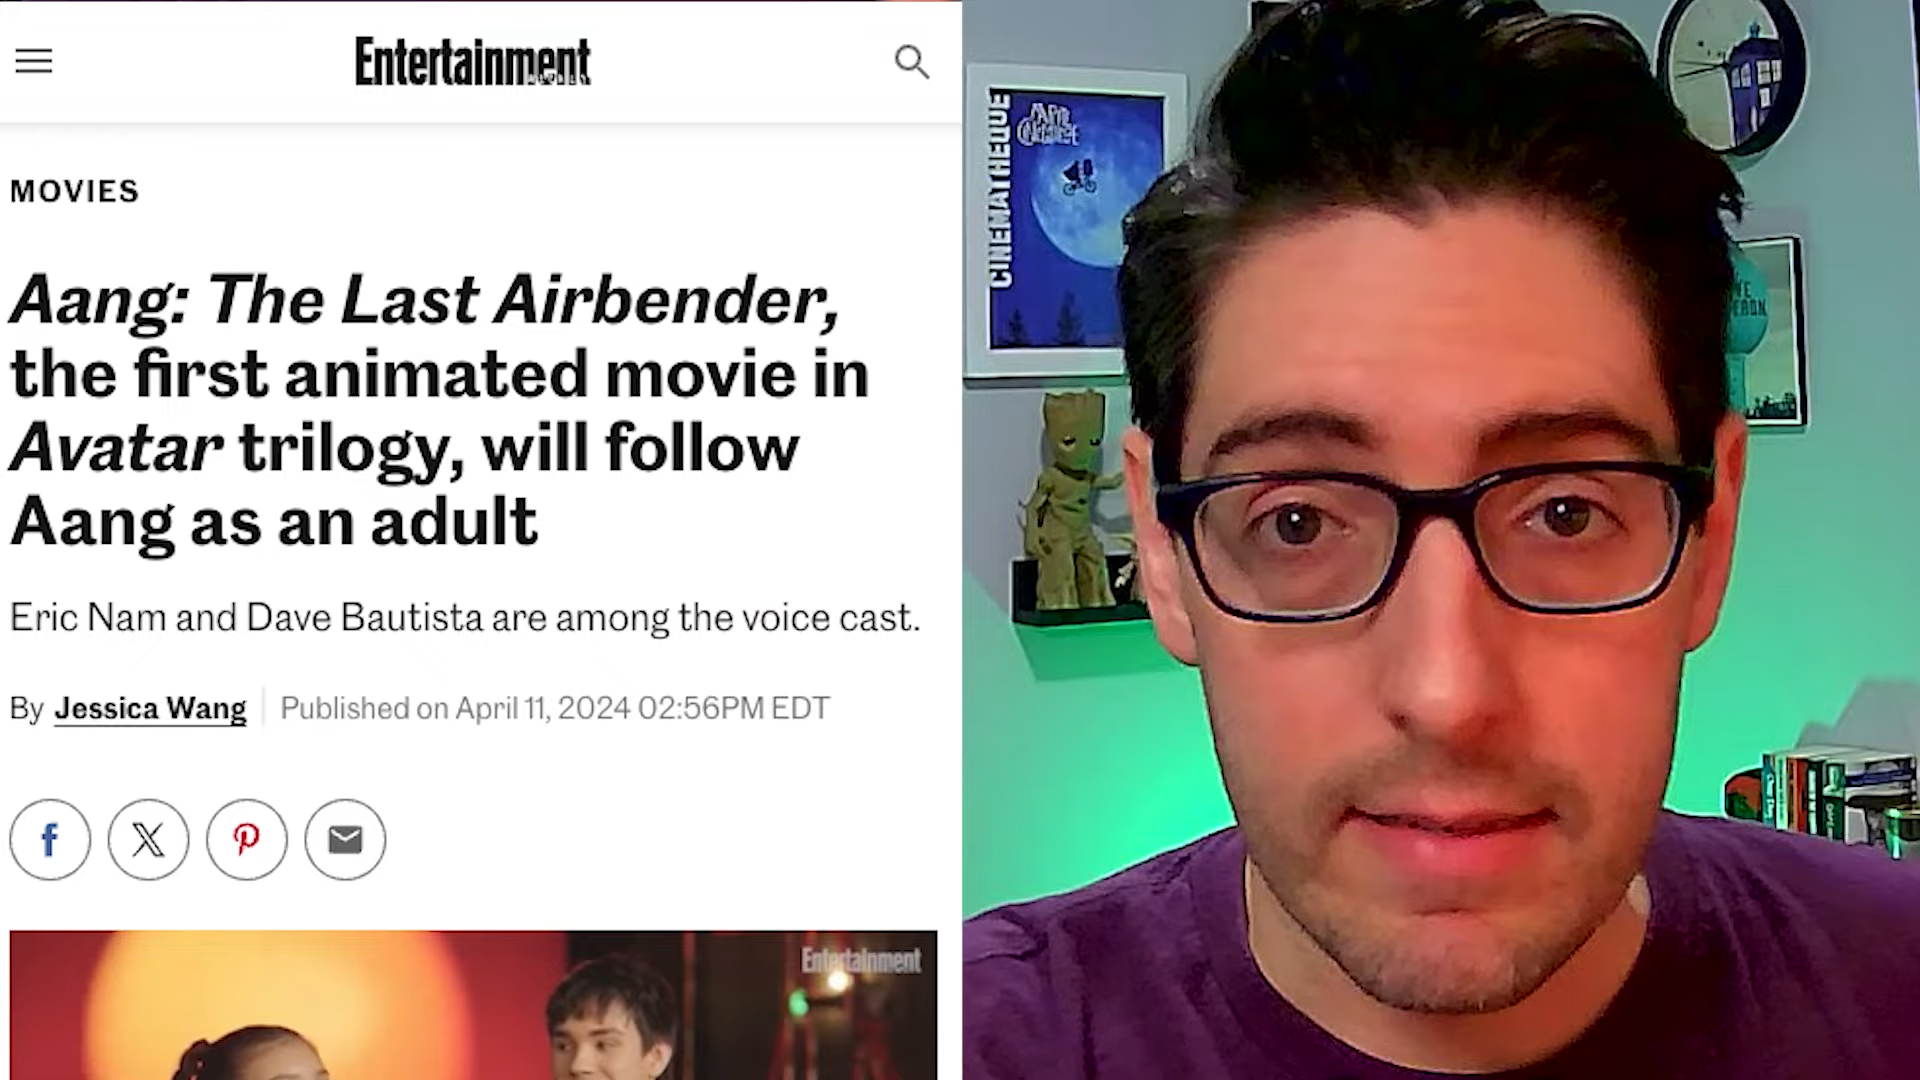 Entertainment
MOVIES
Aang: The Last Airbender,
the first animated movie in
Avatar trilogy, will follow
Aang as an adult
Eric Nam and Dave Bautista are among the voice cast.
By Jessica Wang
Published on April 11, 2024 02:56PM EDT
f
X
Entertainment
CINEMATHEQUE